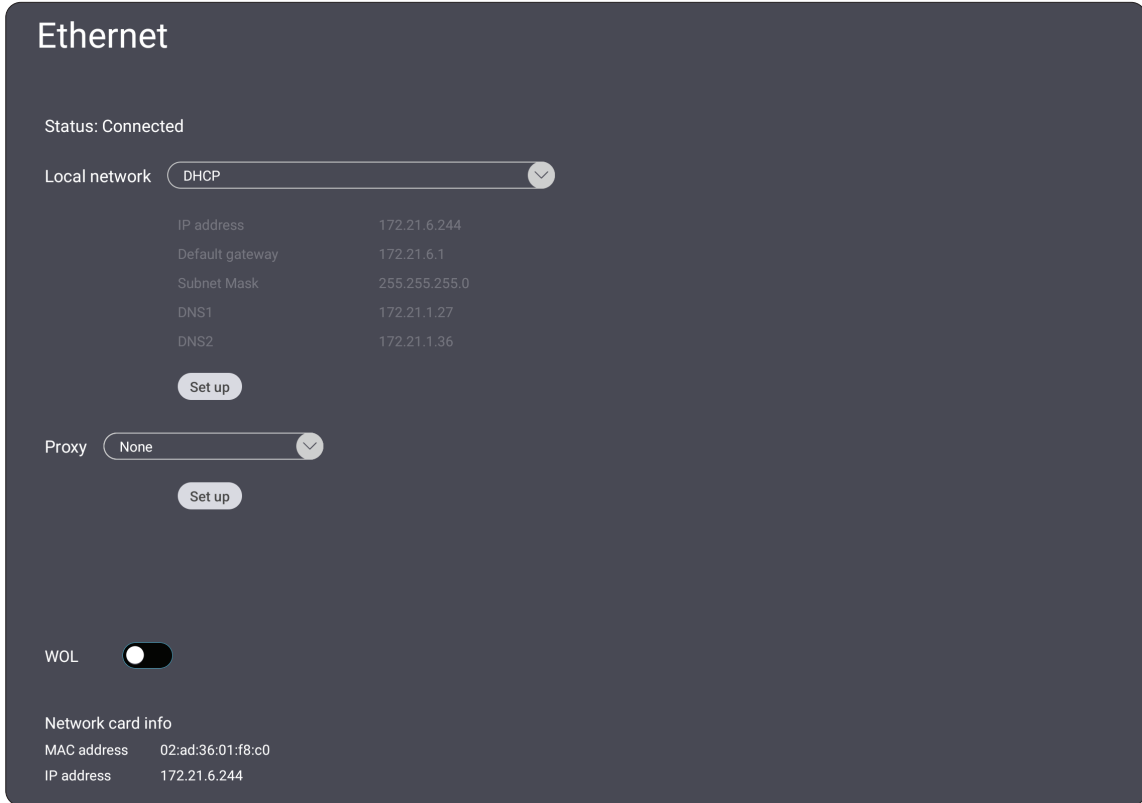 Ethernet
Status: Connected
Local network DHCP
IP address 172.21.6.244
Default gateway 172.21.6.1
Subnet Mask 255.255.255.0
DNS1 172.21.1.27
DNS2 172.21.1.36
Set up
Proxy None
Set up
WOL
Network card info
MAC address 02:ad:36:01:f8:c0
IP address 172.21.6.244